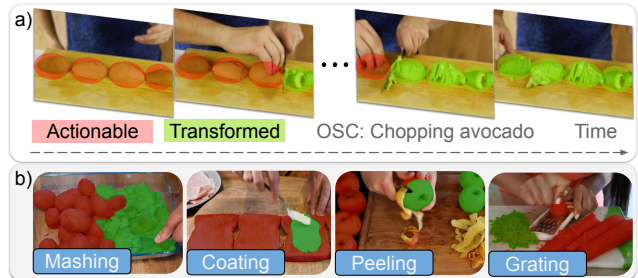 a)
Actionable Transformed OSC: Chopping avocado Time
b)
Mashing Coating Peeling Grating